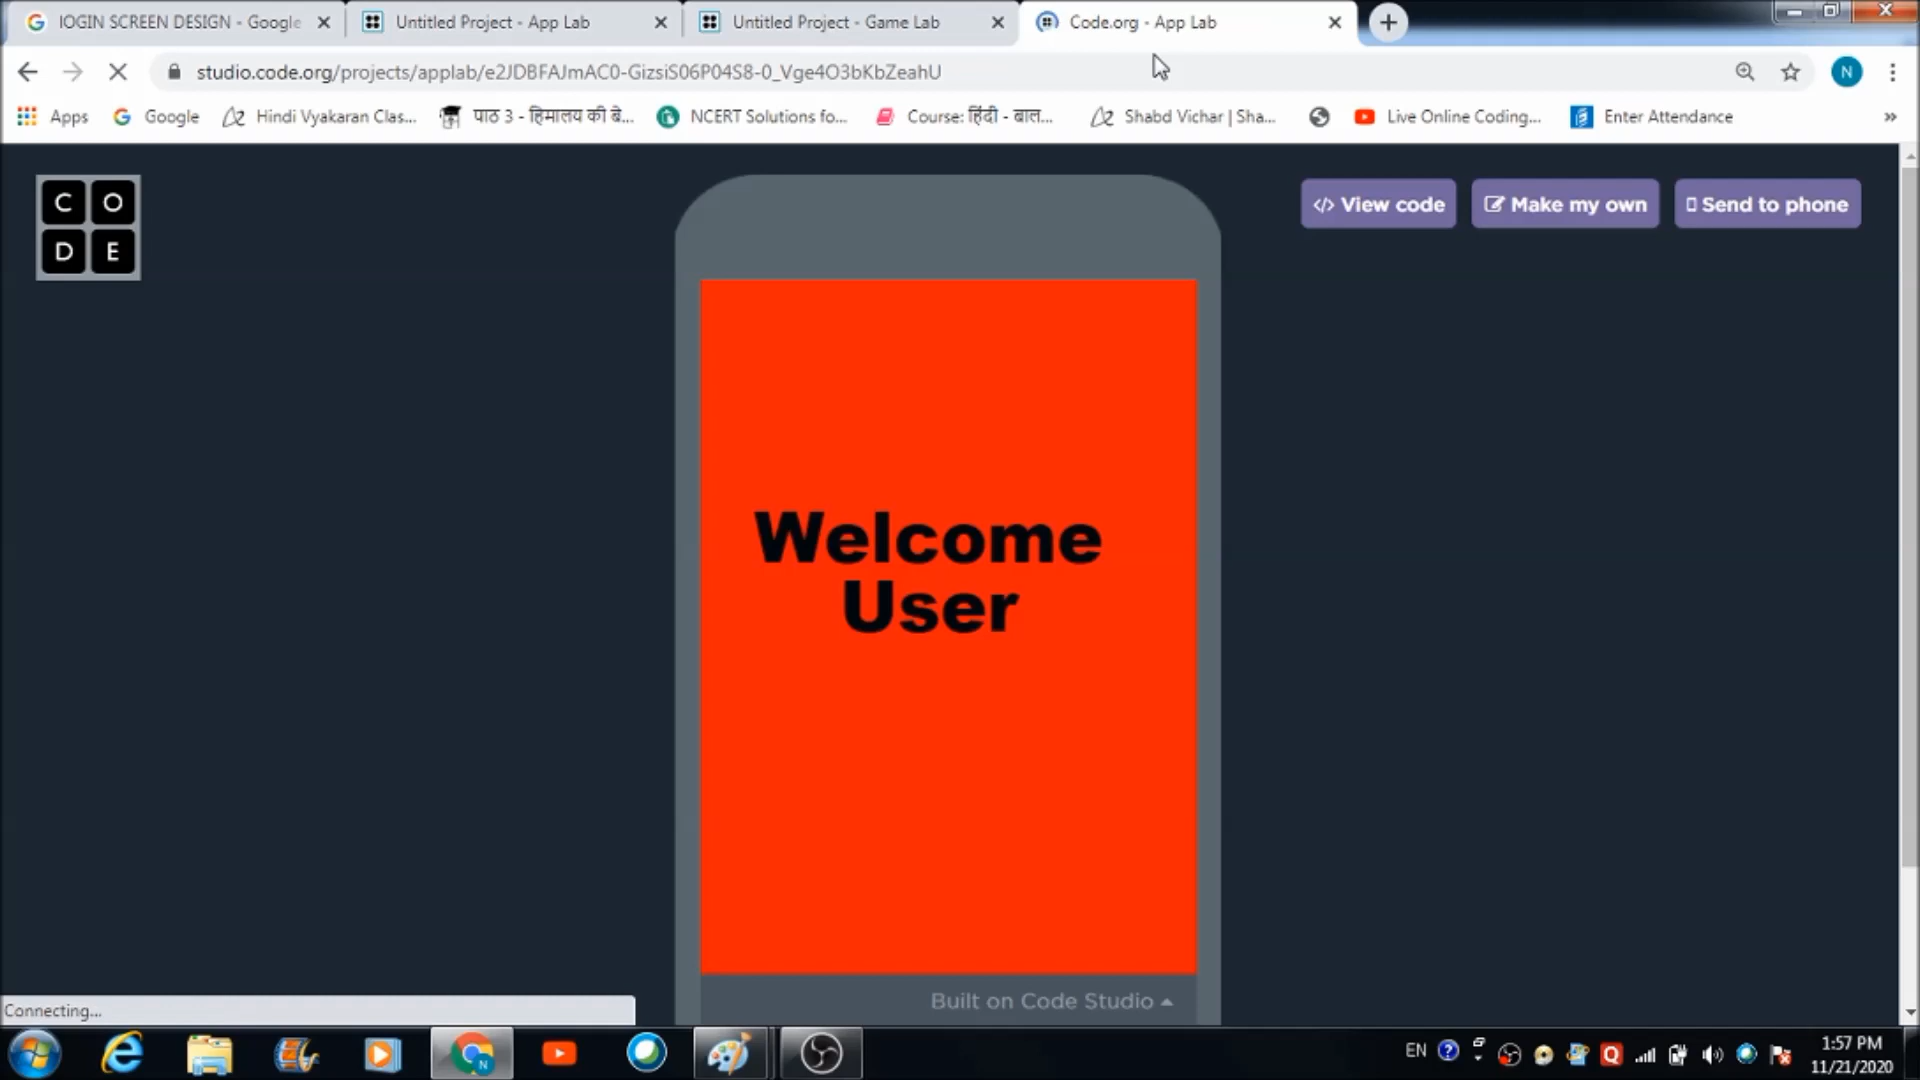 IOGIN SCREEN DESIGN - Google
Untitled Project - App Lab
Untitled Project - Game Lab
Code.org - App Lab
studio.code.org/projects/applab/e2JDBFAJmAC0-GizsiS06P04S8-0_Vge4O3bKbZeahU
N
Apps
Google
Hindi Vyakaran Clas...
पाठ 3 - हिमालय की बे...
NCERT Solutions fo...
Course: हिंदी - बाल...
Shabd Vichar | Sha...
Live Online Coding...
Enter Attendance
»
C O
D E
</> View code
Make my own
Send to phone
Welcome
User
Built on Code Studio
Connecting...
EN
1:57 PM
11/21/2020